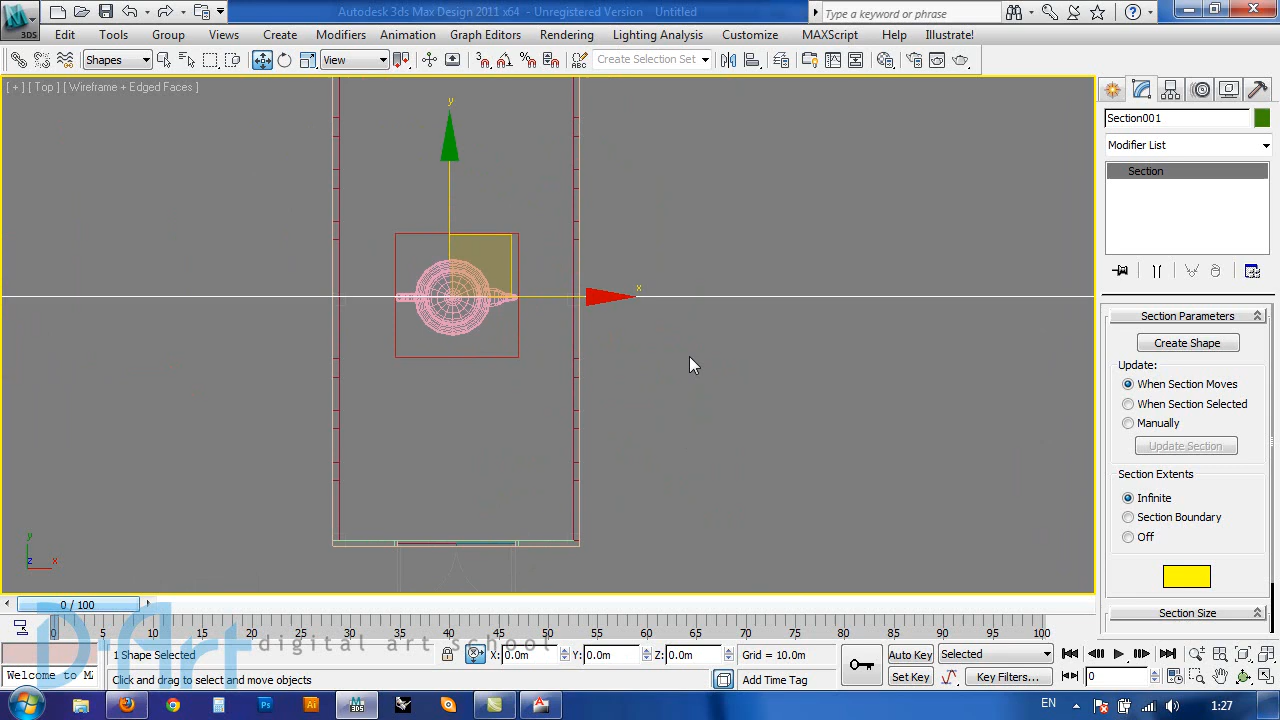 3DS
Autodesk 3ds Max Design 2011 x64 - Unregistered Version Untitled
Type a keyword or phrase
Edit Tools Group Views Create Modifiers Animation Graph Editors Rendering Lighting Analysis Customize MAXScript Help Illustrate!
Shapes View Create Selection Set
[ + ] [ Top ] [ Wireframe + Edged Faces ]
y
x
Section001
Modifier List
Section
Section Parameters
Create Shape
Update:
When Section Moves
When Section Selected
Manually
Update Section
Section Extents
Infinite
Section Boundary
Off
Section Size
y
z x
0 / 100
0 5 10 15 20 25 30 35 40 45 50 55 60 65 70 75 80 85 90 95 100
D-Art digital art school
1 Shape Selected X: 0.0m Y: 0.0m Z: 0.0m Grid = 10.0m Auto Key Selected
Welcome to M Click and drag to select and move objects Add Time Tag Set Key Key Filters... 0
Ps Ai 3DS EN 1:27